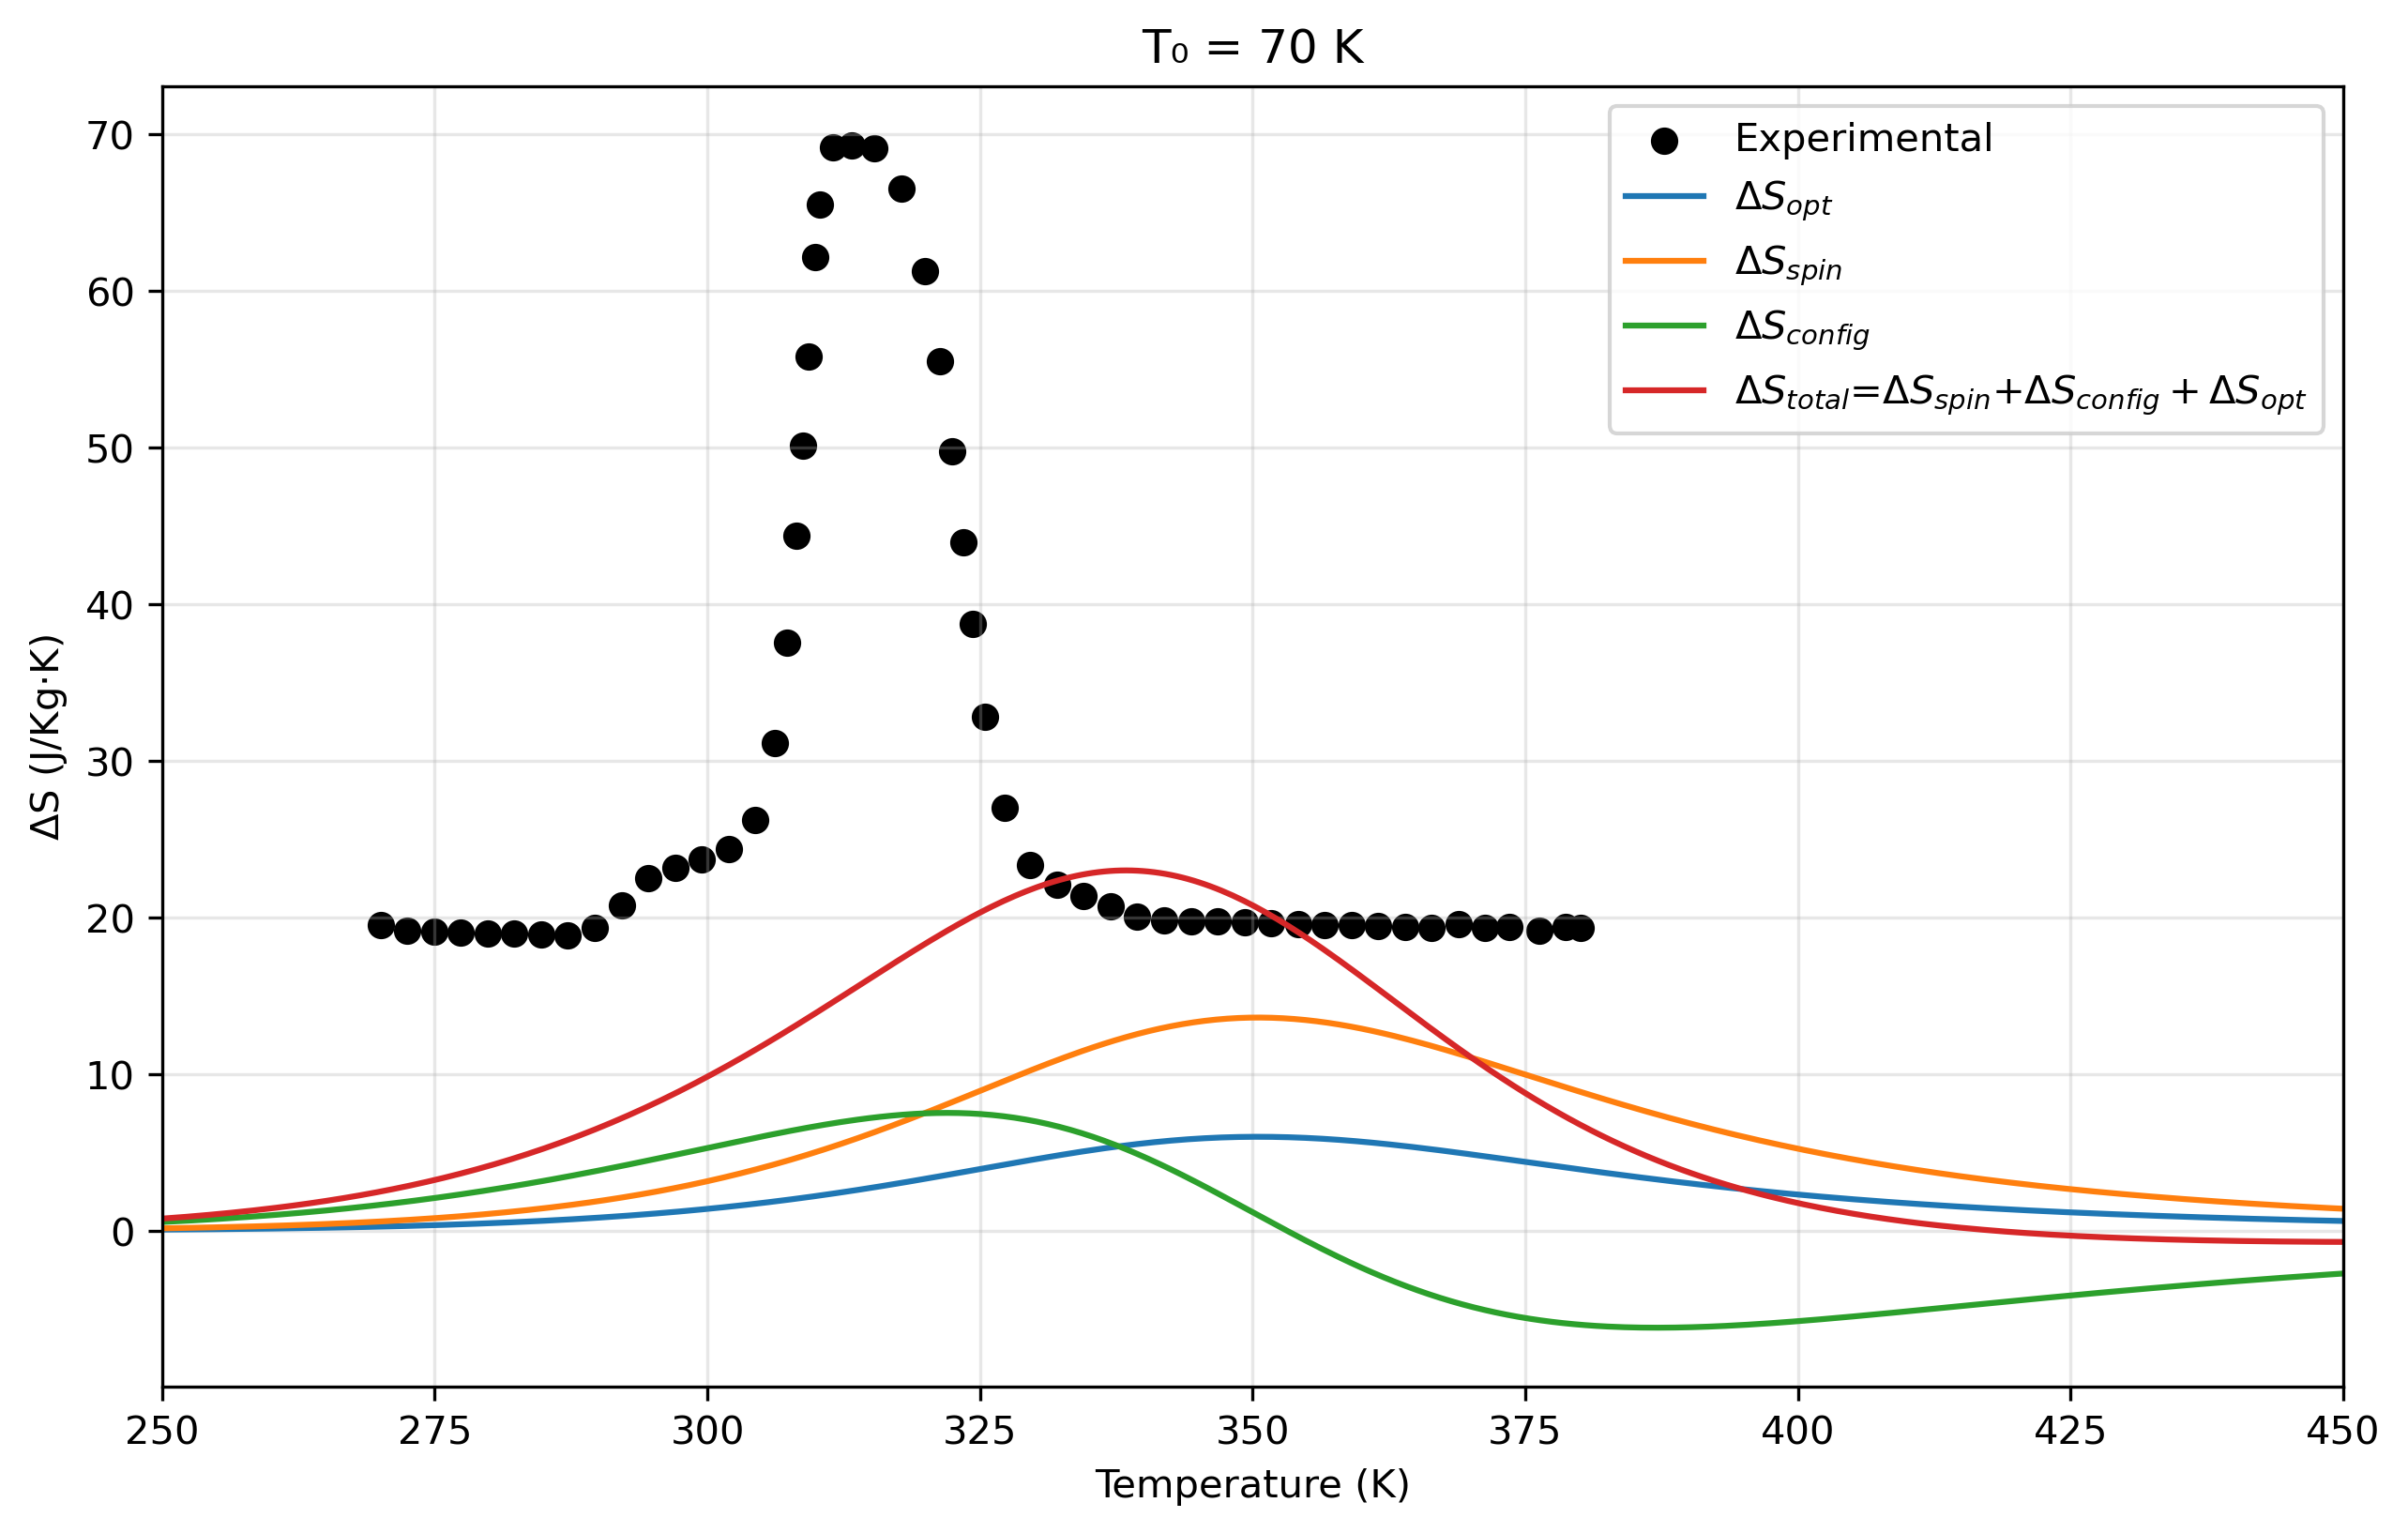 T₀ = 70 K
Experimental
ΔS_opt
ΔS_spin
ΔS_config
ΔS_total=ΔS_spin+ΔS_config + ΔS_opt
ΔS (J/Kg·K)
70
60
50
40
30
20
10
0
250 275 300 325 350 375 400 425 450
Temperature (K)